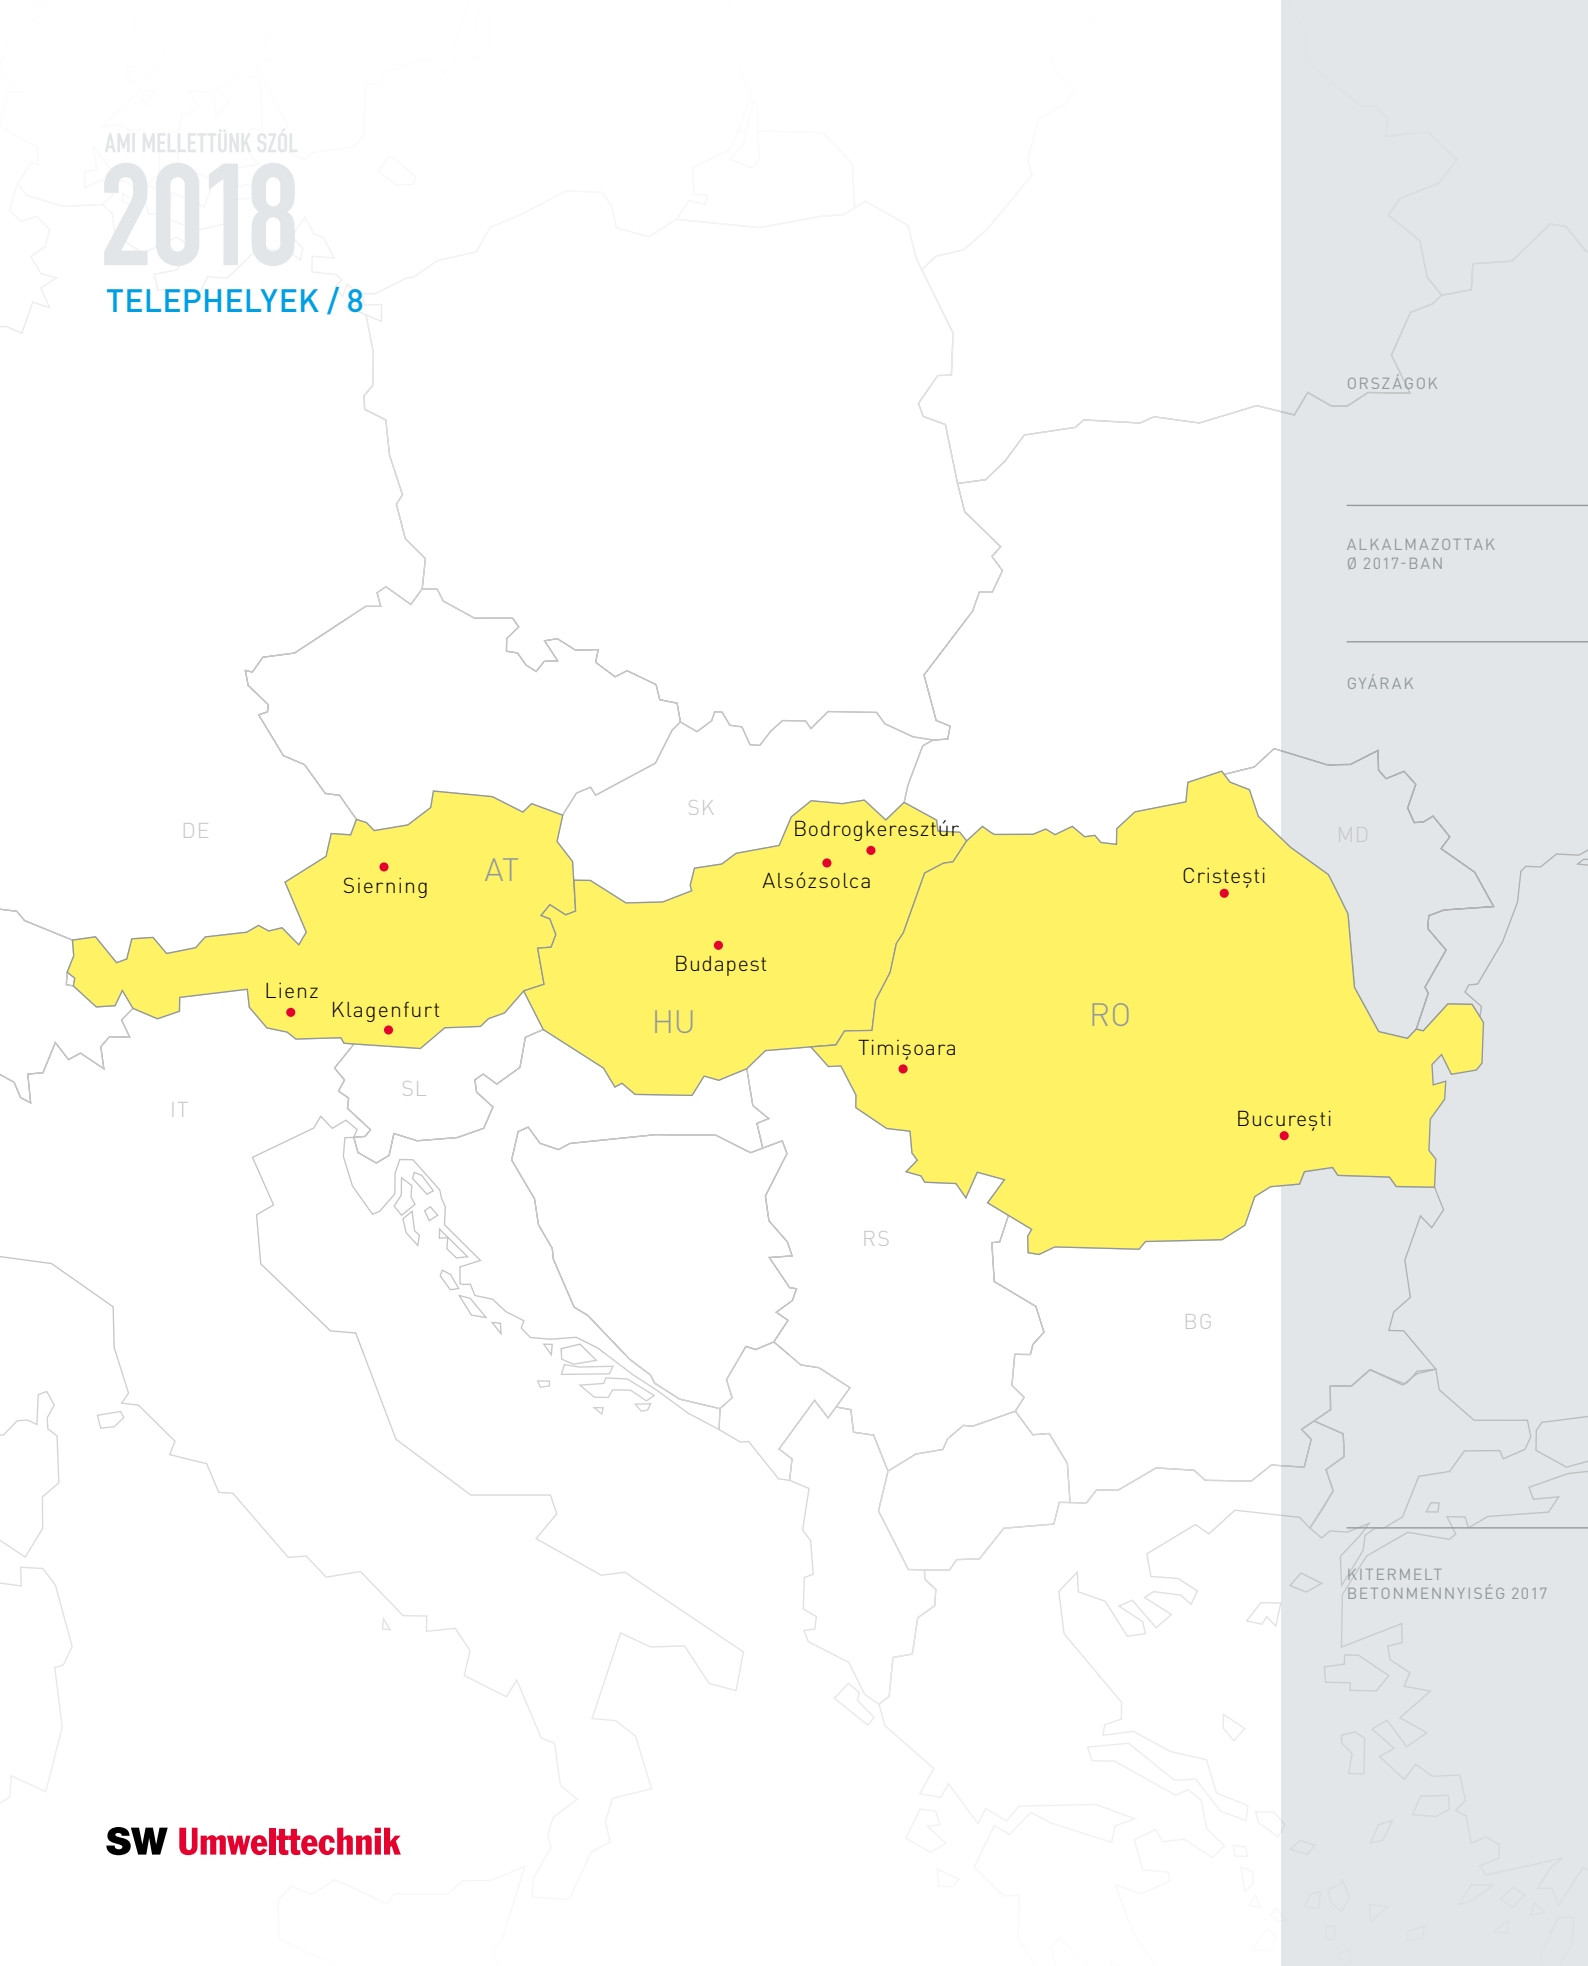 AMI MELLETTÜNK SZÓL
2018
TELEPHELYEK / 8
ORSZÁGOK
ALKALMAZOTTAK
Ø 2017-BAN
GYÁRAK
DE
SK
MD
Bodrogkeresztúr
AT
Sierning
Alsózsolca
Cristești
Budapest
Lienz
Klagenfurt
HU
RO
Timișoara
SL
IT
București
RS
BG
KITERMELT
BETONMENNYISÉG 2017
SW Umwelttechnik